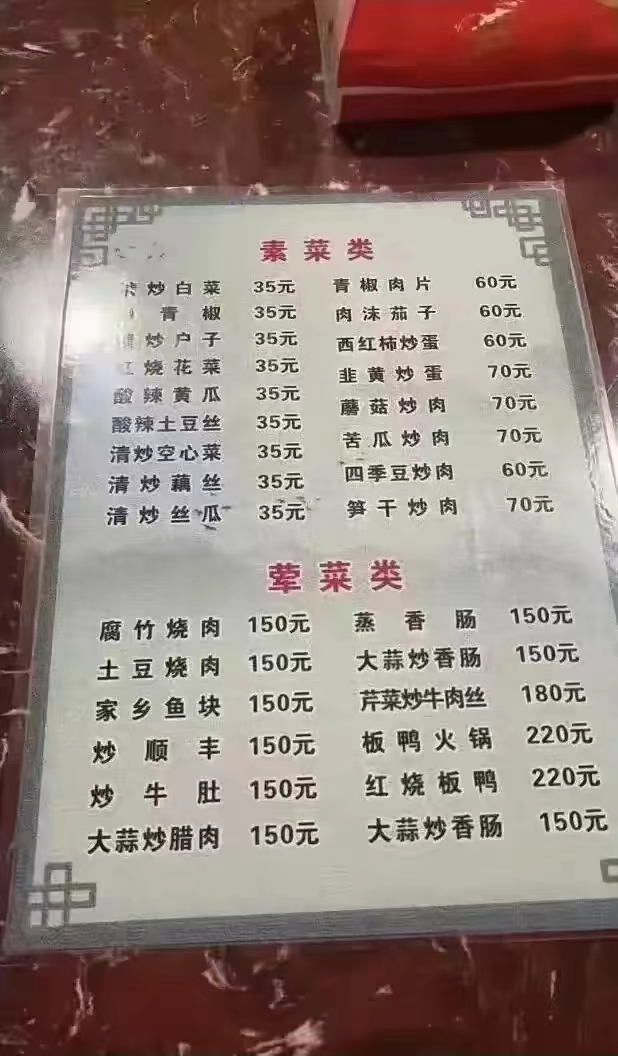 素菜类
炒白菜 35元 青椒肉片 60元
青椒 35元 肉沫茄子 60元
炒户子 35元 西红柿炒蛋 60元
红烧花菜 35元 韭黄炒蛋 70元
酸辣黄瓜 35元 蘑菇炒肉 70元
酸辣土豆丝 35元 苦瓜炒肉 70元
清炒空心菜 35元 四季豆炒肉 60元
清炒藕丝 35元 笋干炒肉 70元
清炒丝瓜 35元
荤菜类
腐竹烧肉 150元 蒸香肠 150元
土豆烧肉 150元 大蒜炒香肠 150元
家乡鱼块 150元 芹菜炒牛肉丝 180元
炒顺丰 150元 板鸭火锅 220元
炒牛肚 150元 红烧板鸭 220元
大蒜炒腊肉 150元 大蒜炒香肠 150元